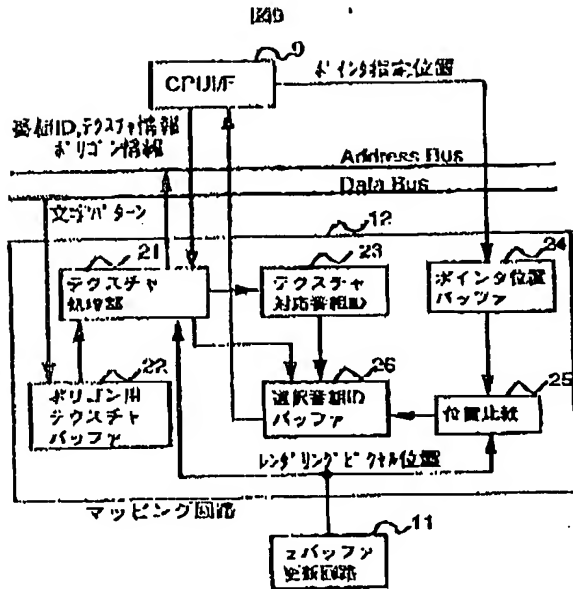 図9
9
CPUI/F
ポインタ指定位置
番組ID,テクスチャ情報
ポリゴン情報
Address Bus
Data Bus
文字パターン
12
21
テクスチャ
処理部
23
テクスチャ
対応番組ID
24
ポインタ位置
バッファ
22
ポリゴン用
テクスチャ
バッファ
26
選択番組ID
バッファ
25
位置比較
レンダリングピクセル位置
マッピング回路
11
zバッファ
更新回路